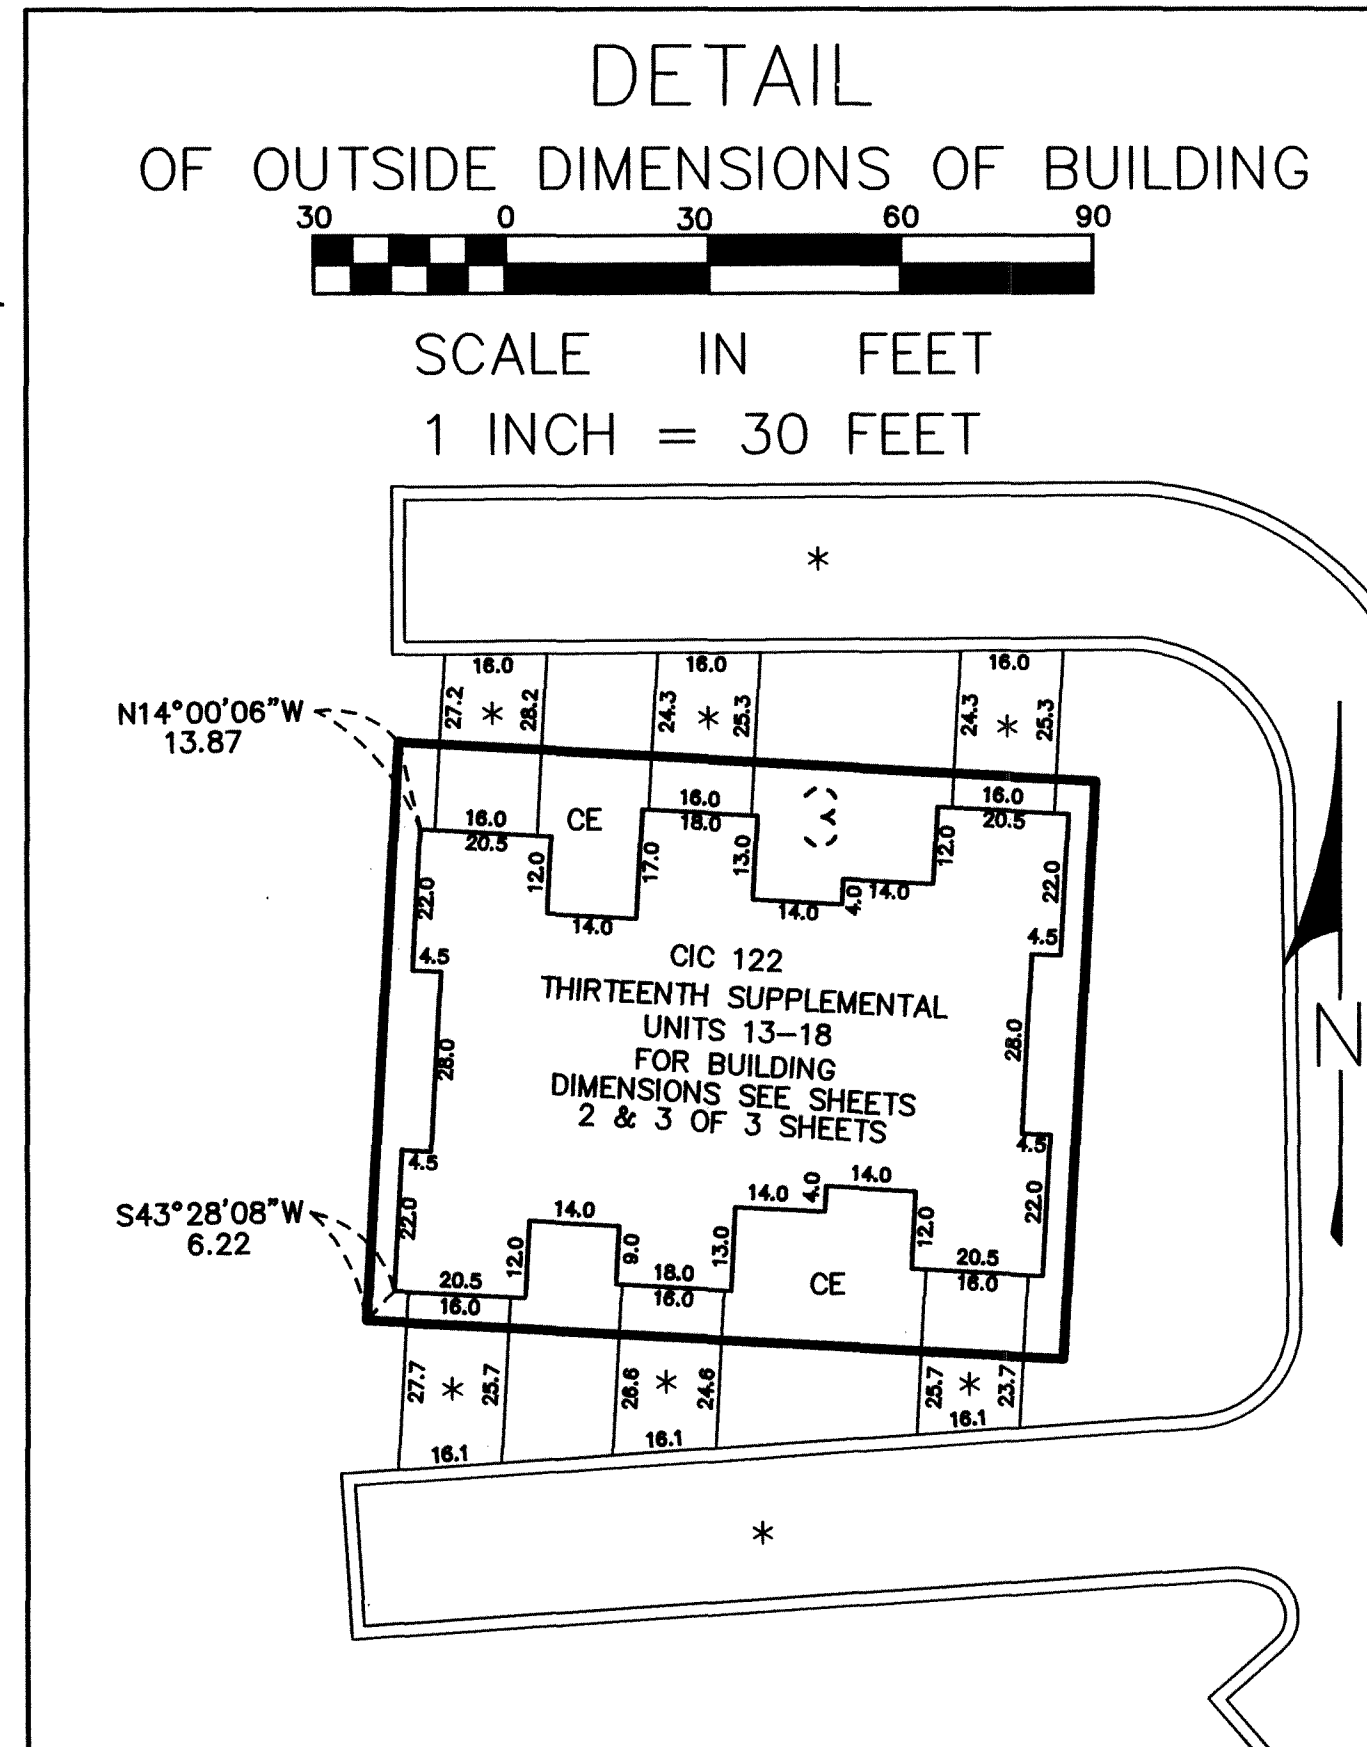 DETAIL
OF OUTSIDE DIMENSIONS OF BUILDING
30 0 30 60 90
SCALE IN FEET
1 INCH = 30 FEET
*
16.0 16.0 16.0
27.2 * 28.2 24.3 * 25.3 24.3 * 25.3
N14°00'06"W
13.87
16.0 CE 16.0 A 16.0
20.5 18.0 20.5
12.0 17.0 13.0 12.0
22.0 14.0 14.0 4.0 14.0 22.0
4.5 4.5
CIC 122
THIRTEENTH SUPPLEMENTAL
UNITS 13-18
FOR BUILDING
DIMENSIONS SEE SHEETS
2 & 3 OF 3 SHEETS
28.0 28.0
N
4.5 4.5
S43°28'08"W
6.22
22.0 14.0 14.0 4.0 14.0 22.0
12.0 9.0 13.0 12.0
20.5 18.0 20.5
16.0 16.0 CE 16.0
27.7 * 25.7 26.6 * 24.6 25.7 * 23.7
16.1 16.1 16.1
*